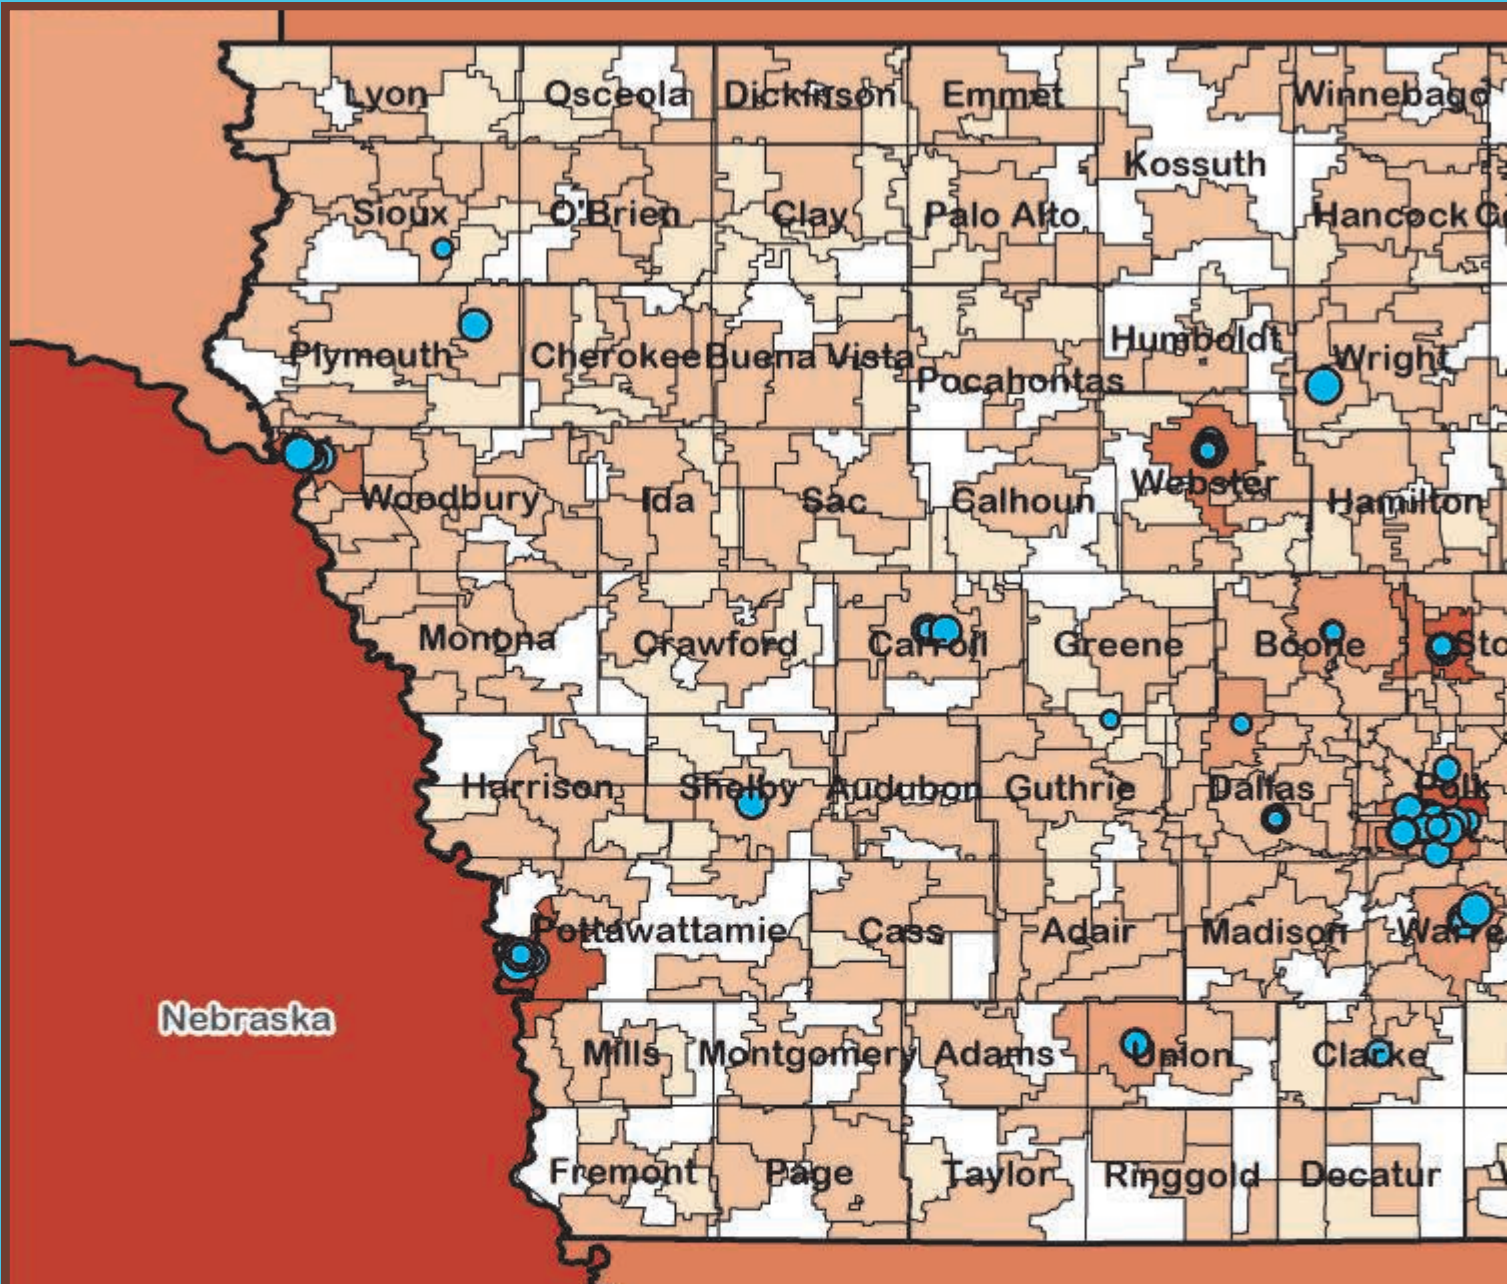 Lyon Osceola Dickinson Emmet Winnebago
Kossuth
Sioux O'Brien Clay Palo Alto Hancock
Humboldt
Plymouth Cherokee Buena Vista Wright
Pocahontas
Webster
Woodbury Ida Sac Calhoun Hamilton
Monona Crawford Carroll Greene Boone Sto
Harrison Shelby Audubon Guthrie Dallas Polk
Pottawattamie Cass Adair Madison Warre
Nebraska
Mills Montgomery Adams Union Clarke
Fremont Page Taylor Ringgold Decatur